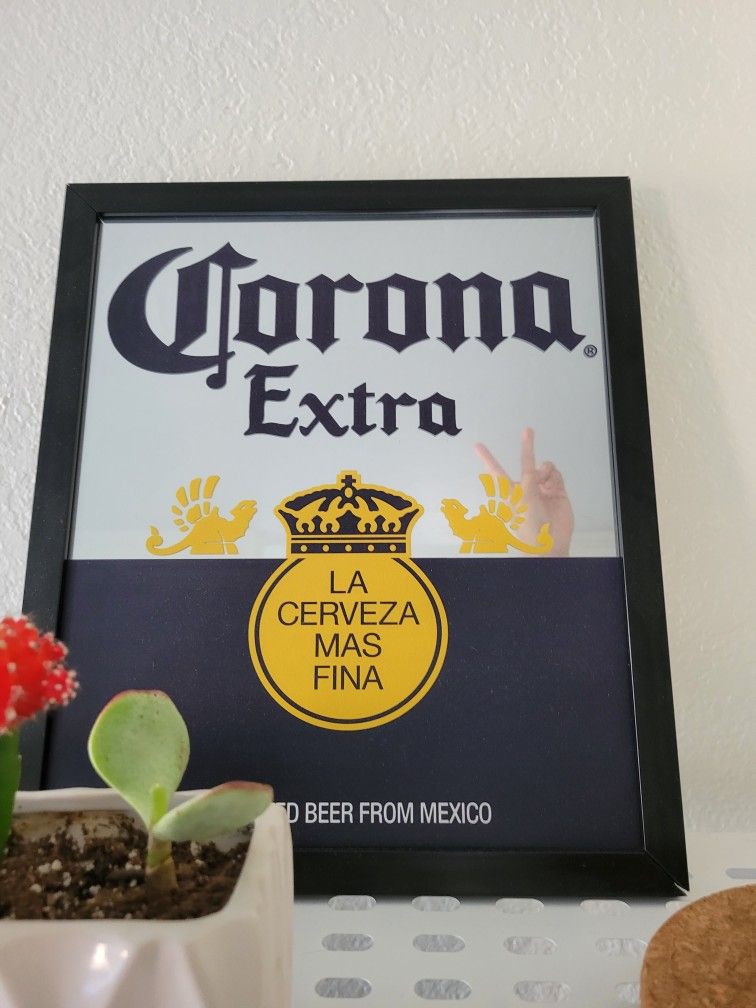 Corona
®
Extra
LA
CERVEZA
MAS
FINA
BEER FROM MEXICO